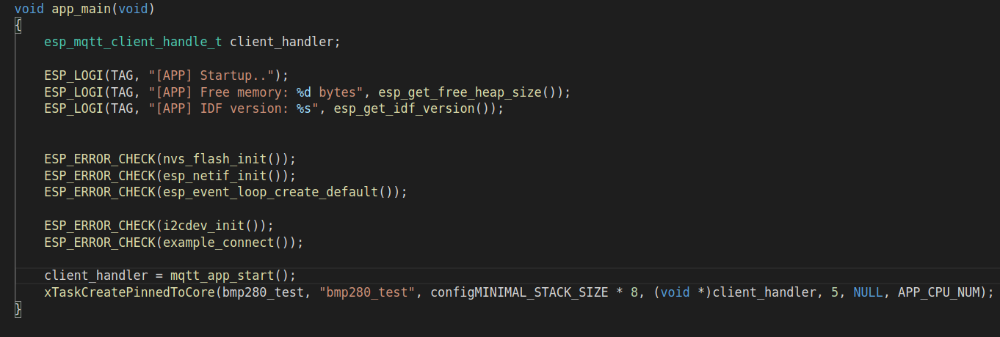 void app_main(void)
{
    esp_mqtt_client_handle_t client_handler;

    ESP_LOGI(TAG, "[APP] Startup..");
    ESP_LOGI(TAG, "[APP] Free memory: %d bytes", esp_get_free_heap_size());
    ESP_LOGI(TAG, "[APP] IDF version: %s", esp_get_idf_version());


    ESP_ERROR_CHECK(nvs_flash_init());
    ESP_ERROR_CHECK(esp_netif_init());
    ESP_ERROR_CHECK(esp_event_loop_create_default());

    ESP_ERROR_CHECK(i2cdev_init());
    ESP_ERROR_CHECK(example_connect());

    client_handler = mqtt_app_start();
    xTaskCreatePinnedToCore(bmp280_test, "bmp280_test", configMINIMAL_STACK_SIZE * 8, (void *)client_handler, 5, NULL, APP_CPU_NUM);
}